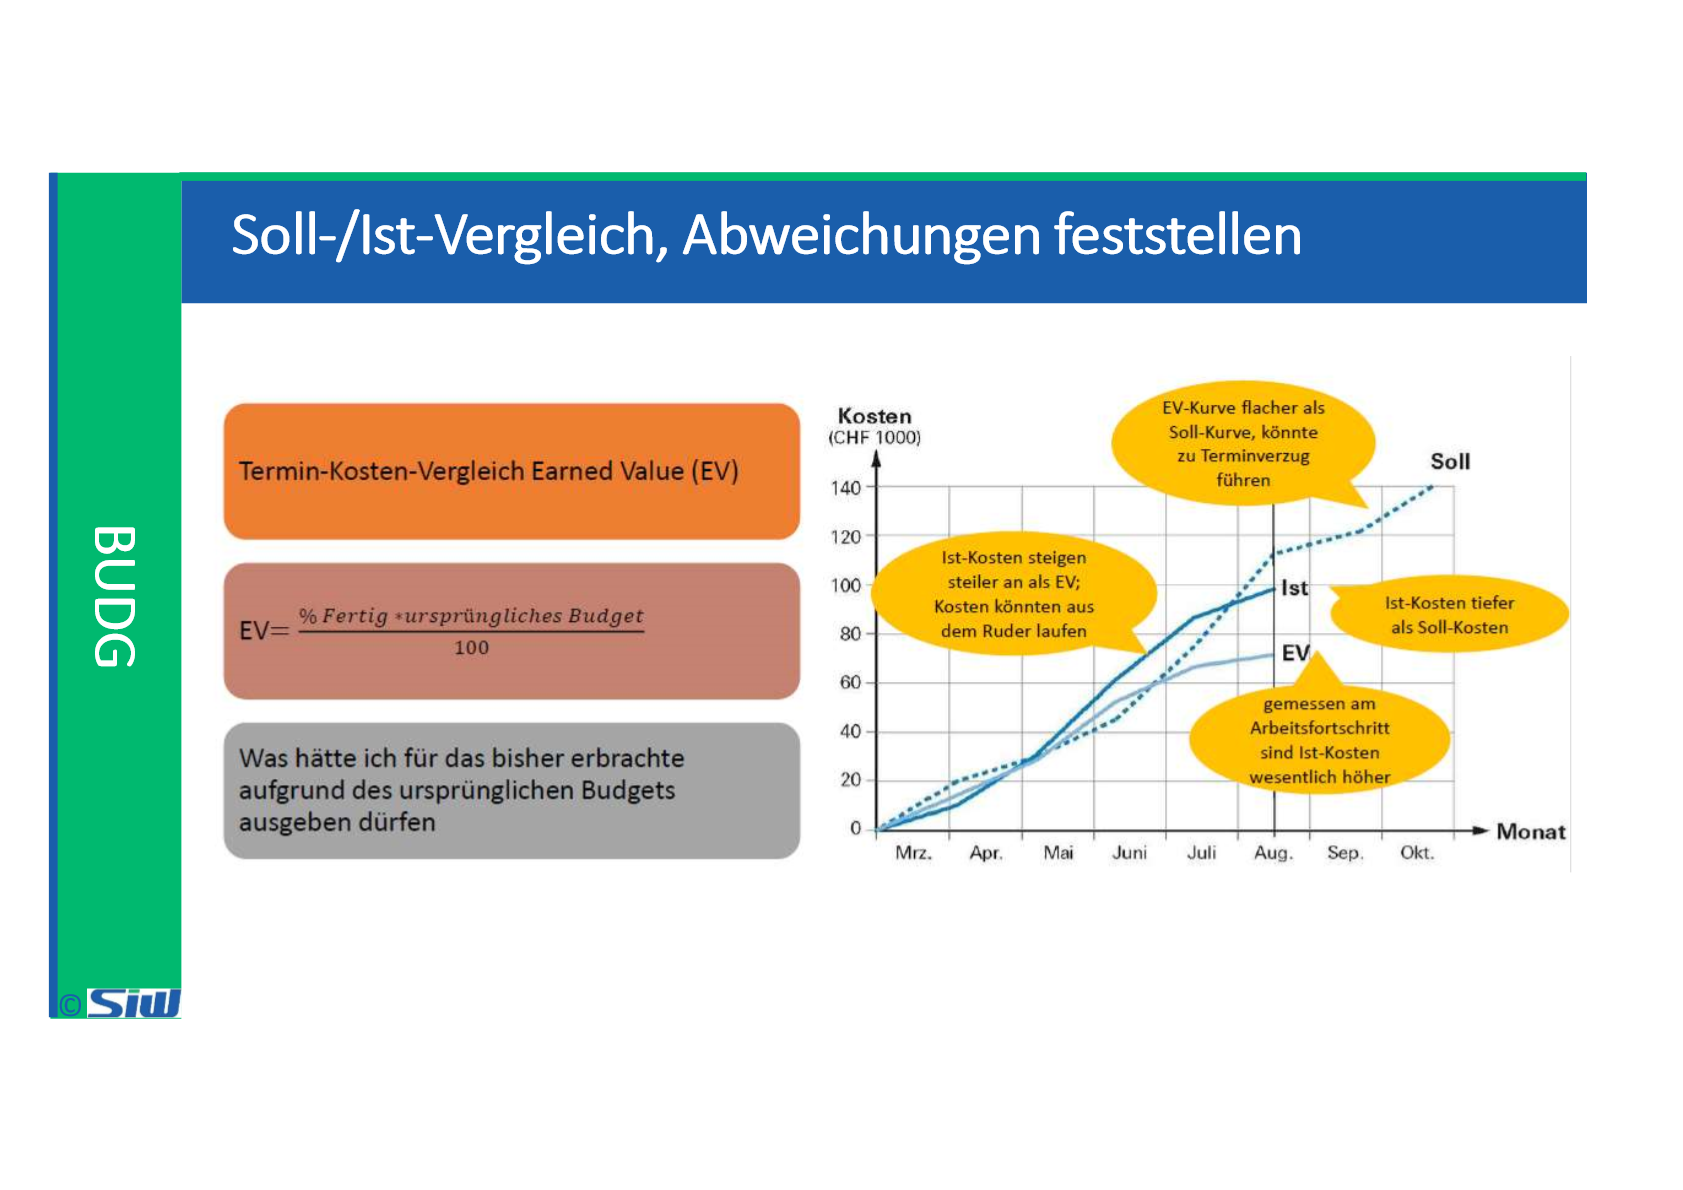 Soll-/Ist-Vergleich, Abweichungen feststellen
BUDG
© SIW
Termin-Kosten-Vergleich Earned Value (EV)
EV= % Fertig *ursprüngliches Budget
100
Was hätte ich für das bisher erbrachte
aufgrund des ursprünglichen Budgets
ausgeben dürfen
Kosten
(CHF 1000)
140
120
100
80
60
40
20
0
EV-Kurve flacher als
Soll-Kurve, könnte
zu Terminverzug
führen
Soll
Ist-Kosten steigen
steiler an als EV;
Kosten könnten aus
dem Ruder laufen
Ist
Ist-Kosten tiefer
als Soll-Kosten
EV
gemessen am
Arbeitsfortschritt
sind Ist-Kosten
wesentlich höher
Monat
Mrz. Apr. Mai Juni Juli Aug. Sep. Okt.